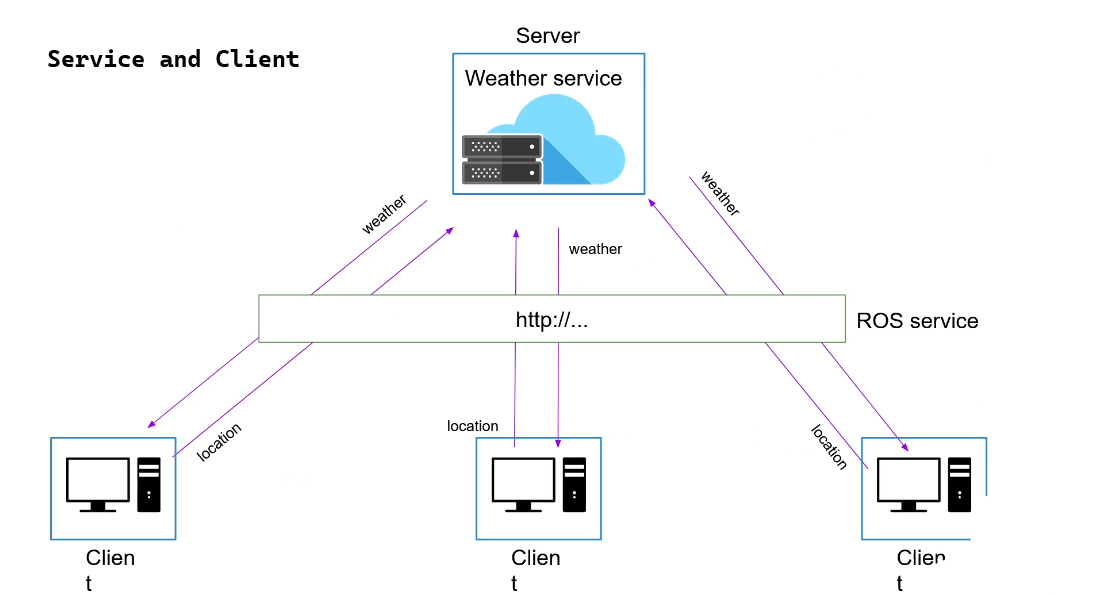 Server
Service and Client
Weather service
weather
weather
weather
http://...
ROS service
location
location
location
Clien
t
Clien
t
Clien
t